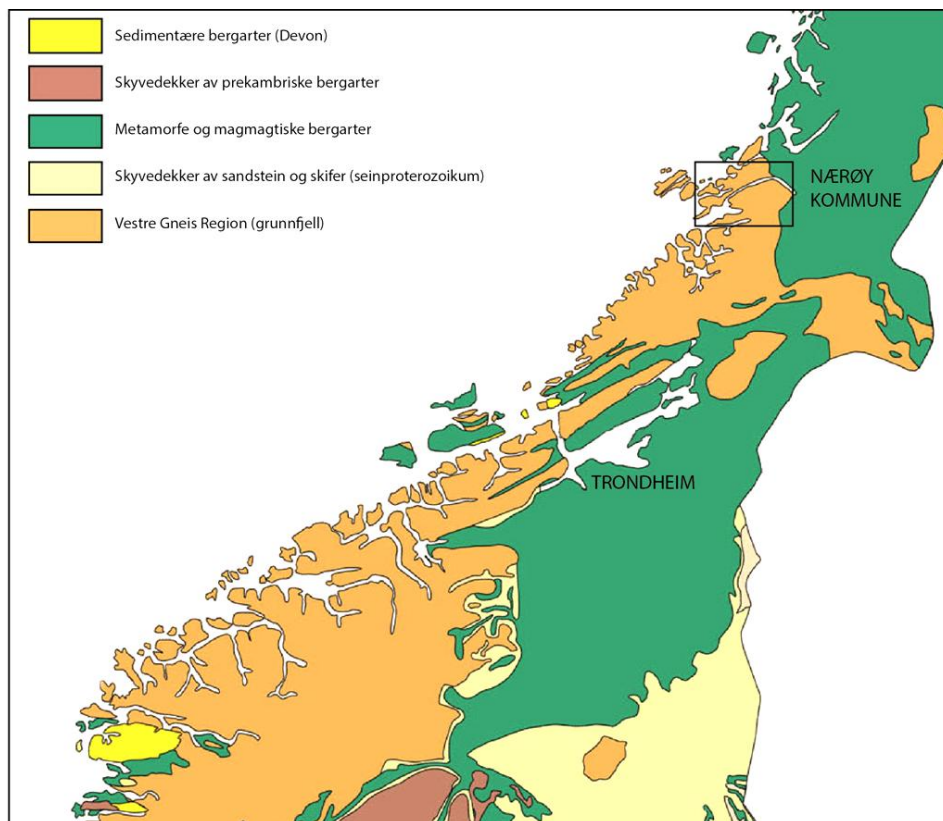 Sedimentære bergarter (Devon)
Skyvedekker av prekambriske bergarter
Metamorfe og magmagtiske bergarter
Skyvedekker av sandstein og skifer (seinproterozoikum)
Vestre Gneis Region (grunnfjell)
NÆRØY
KOMMUNE
TRONDHEIM